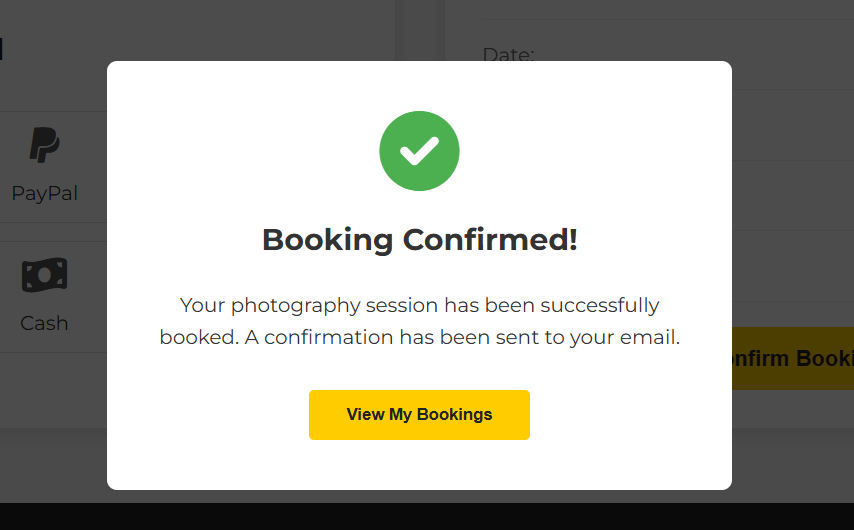 Date:
PayPal
Booking Confirmed!
Your photography session has been successfully
booked. A confirmation has been sent to your email.
Cash
View My Bookings